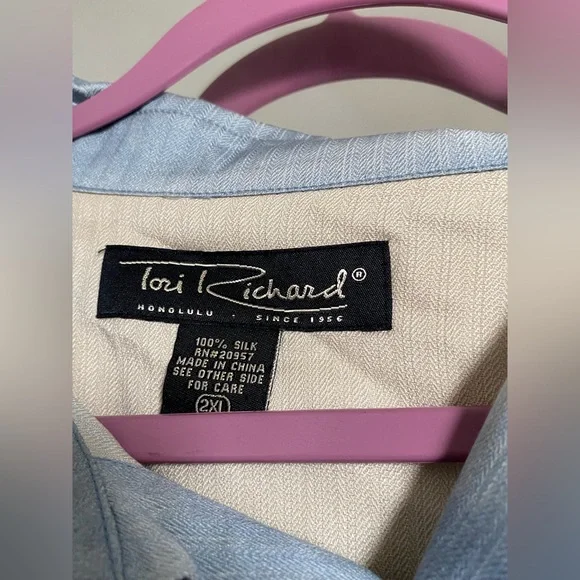 Tori Richard®
HONOLULU . SINCE 1956
100% SILK
RN#20957
MADE IN CHINA
SEE OTHER SIDE
FOR CARE
2XL